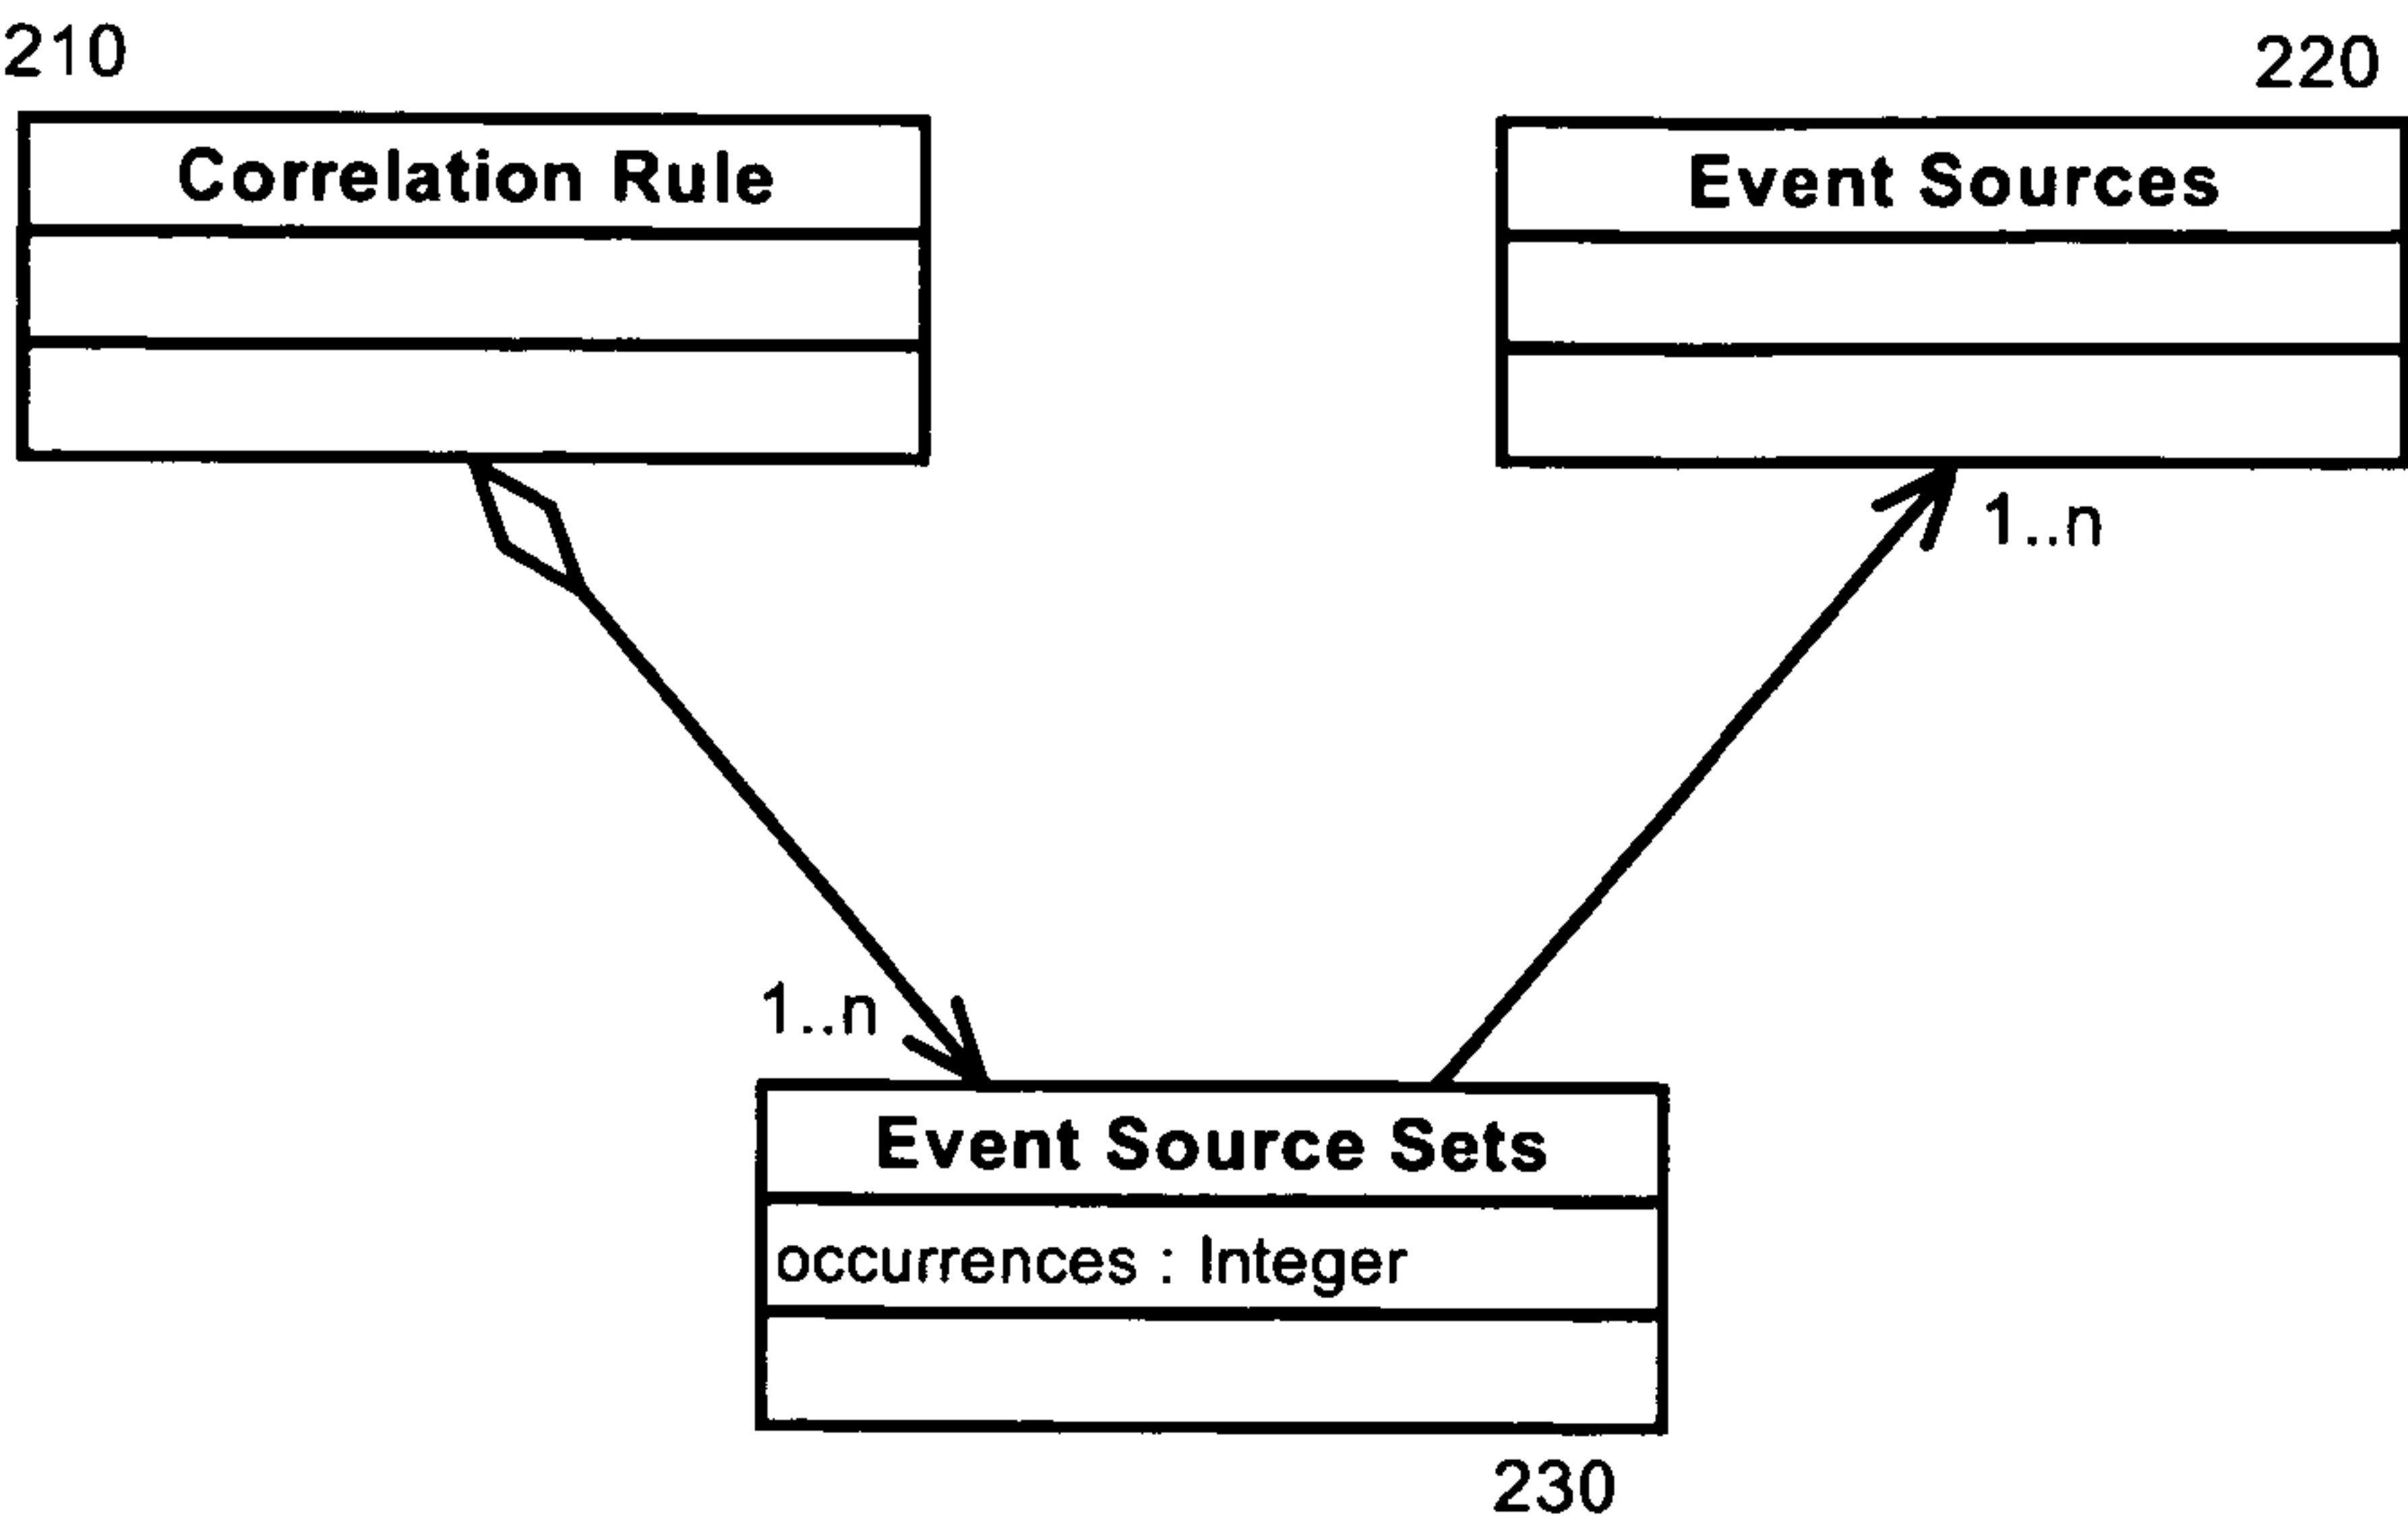 210
220
Correlation Rule
Event Sources
1..n
1..n
Event Source Sets
occurrences : Integer
230